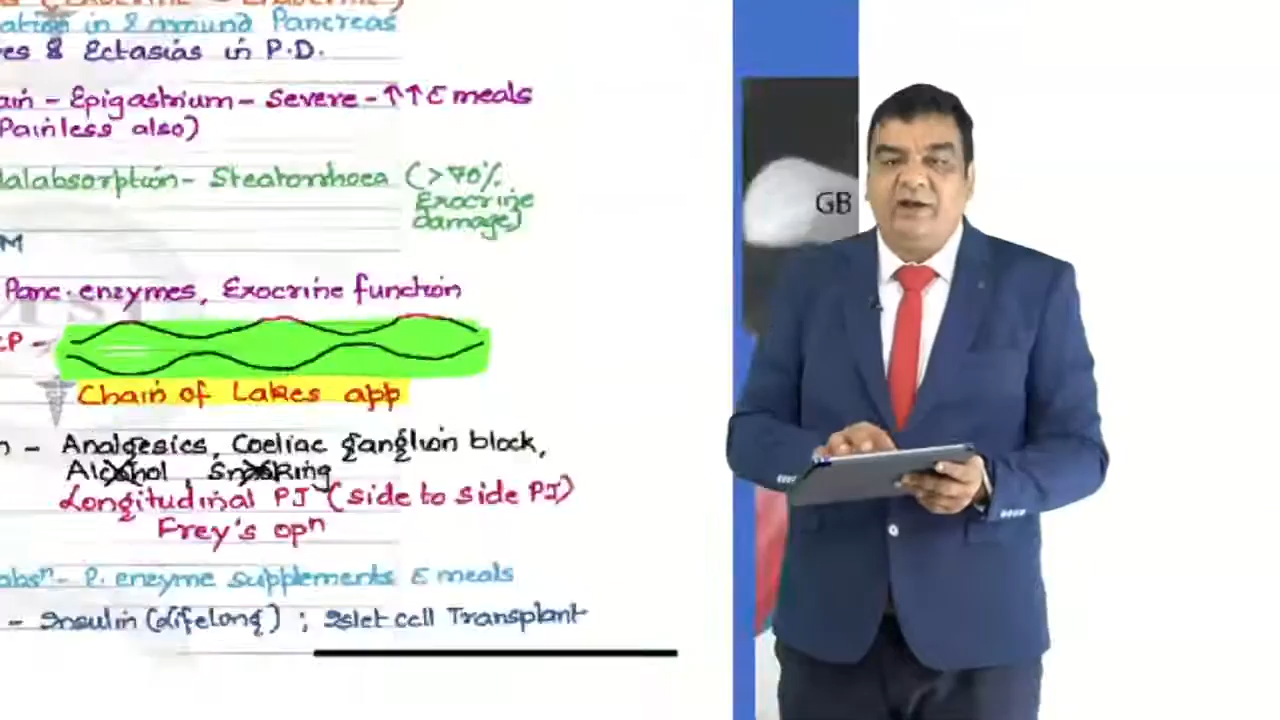 ation in & around Pancreas
es & Ectasias in P.D.
ain - Epigastrium - Severe - ↑↑ c̄ meals
Painless also)
alabsorption - Steatorrhoea (>70%
Exocrine
damage)
M
Panc. enzymes, Exocrine function
P -
Chain of Lakes app
n - Analgesics, Coeliac ganglion block,
Alcohol, Smoking
Longitudinal PJ (side to side PJ)
Frey's opⁿ
absⁿ - P. enzyme supplements c̄ meals
- Insulin (lifelong) ; Islet cell Transplant
GB